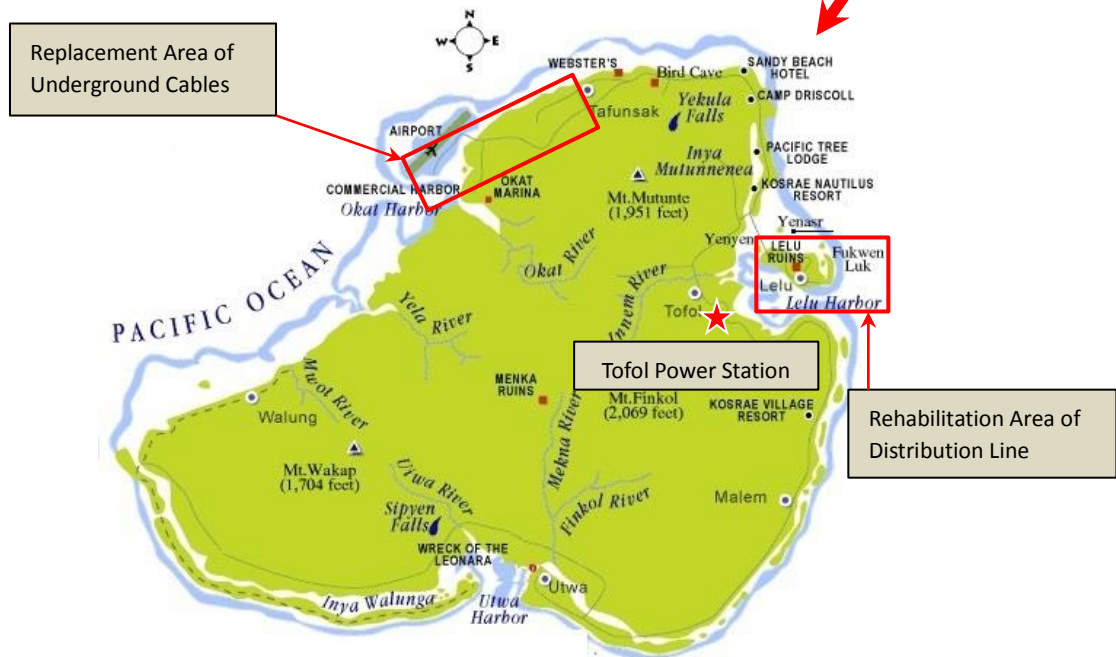 Replacement Area of
Underground Cables
N
W
E
S
WEBSTER'S
Bird Cave
SANDY BEACH
HOTEL
CAMP DRISCOLL
Tafunsak
Yekula
Falls
AIRPORT
PACIFIC TREE
LODGE
Inya
Mutunnenea
COMMERCIAL HARBOR
OKAT
MARINA
KOSRAE NAUTILUS
RESORT
Okat Harbor
Mt.Mutunte
(1,951 feet)
Yenasr
Yenyen
LELU
RUINS
Fukwen
Luk
Okat River
Innem River
Lelu
Lelu Harbor
PACIFIC OCEAN
Yela River
Tofol
Tofol Power Station
MENKA
RUINS
Mt.Finkol
(2,069 feet)
KOSRAE VILLAGE
RESORT
Rehabilitation Area of
Distribution Line
Mwot River
Walung
Mekna River
Mt.Wakap
(1,704 feet)
Utwa River
Finkol River
Malem
Sipyen
Falls
WRECK OF THE
LEONARA
Utwa
Inya Walunga
Utwa
Harbor